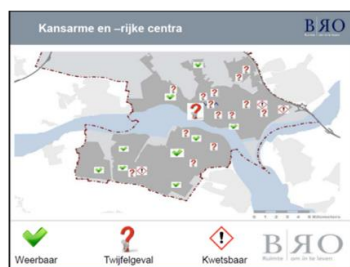 Kansarme en –rijke centra
BRO
Weerbaar
Twijfelgeval
Kwetsbaar
BRO
Ruimte om in te leven